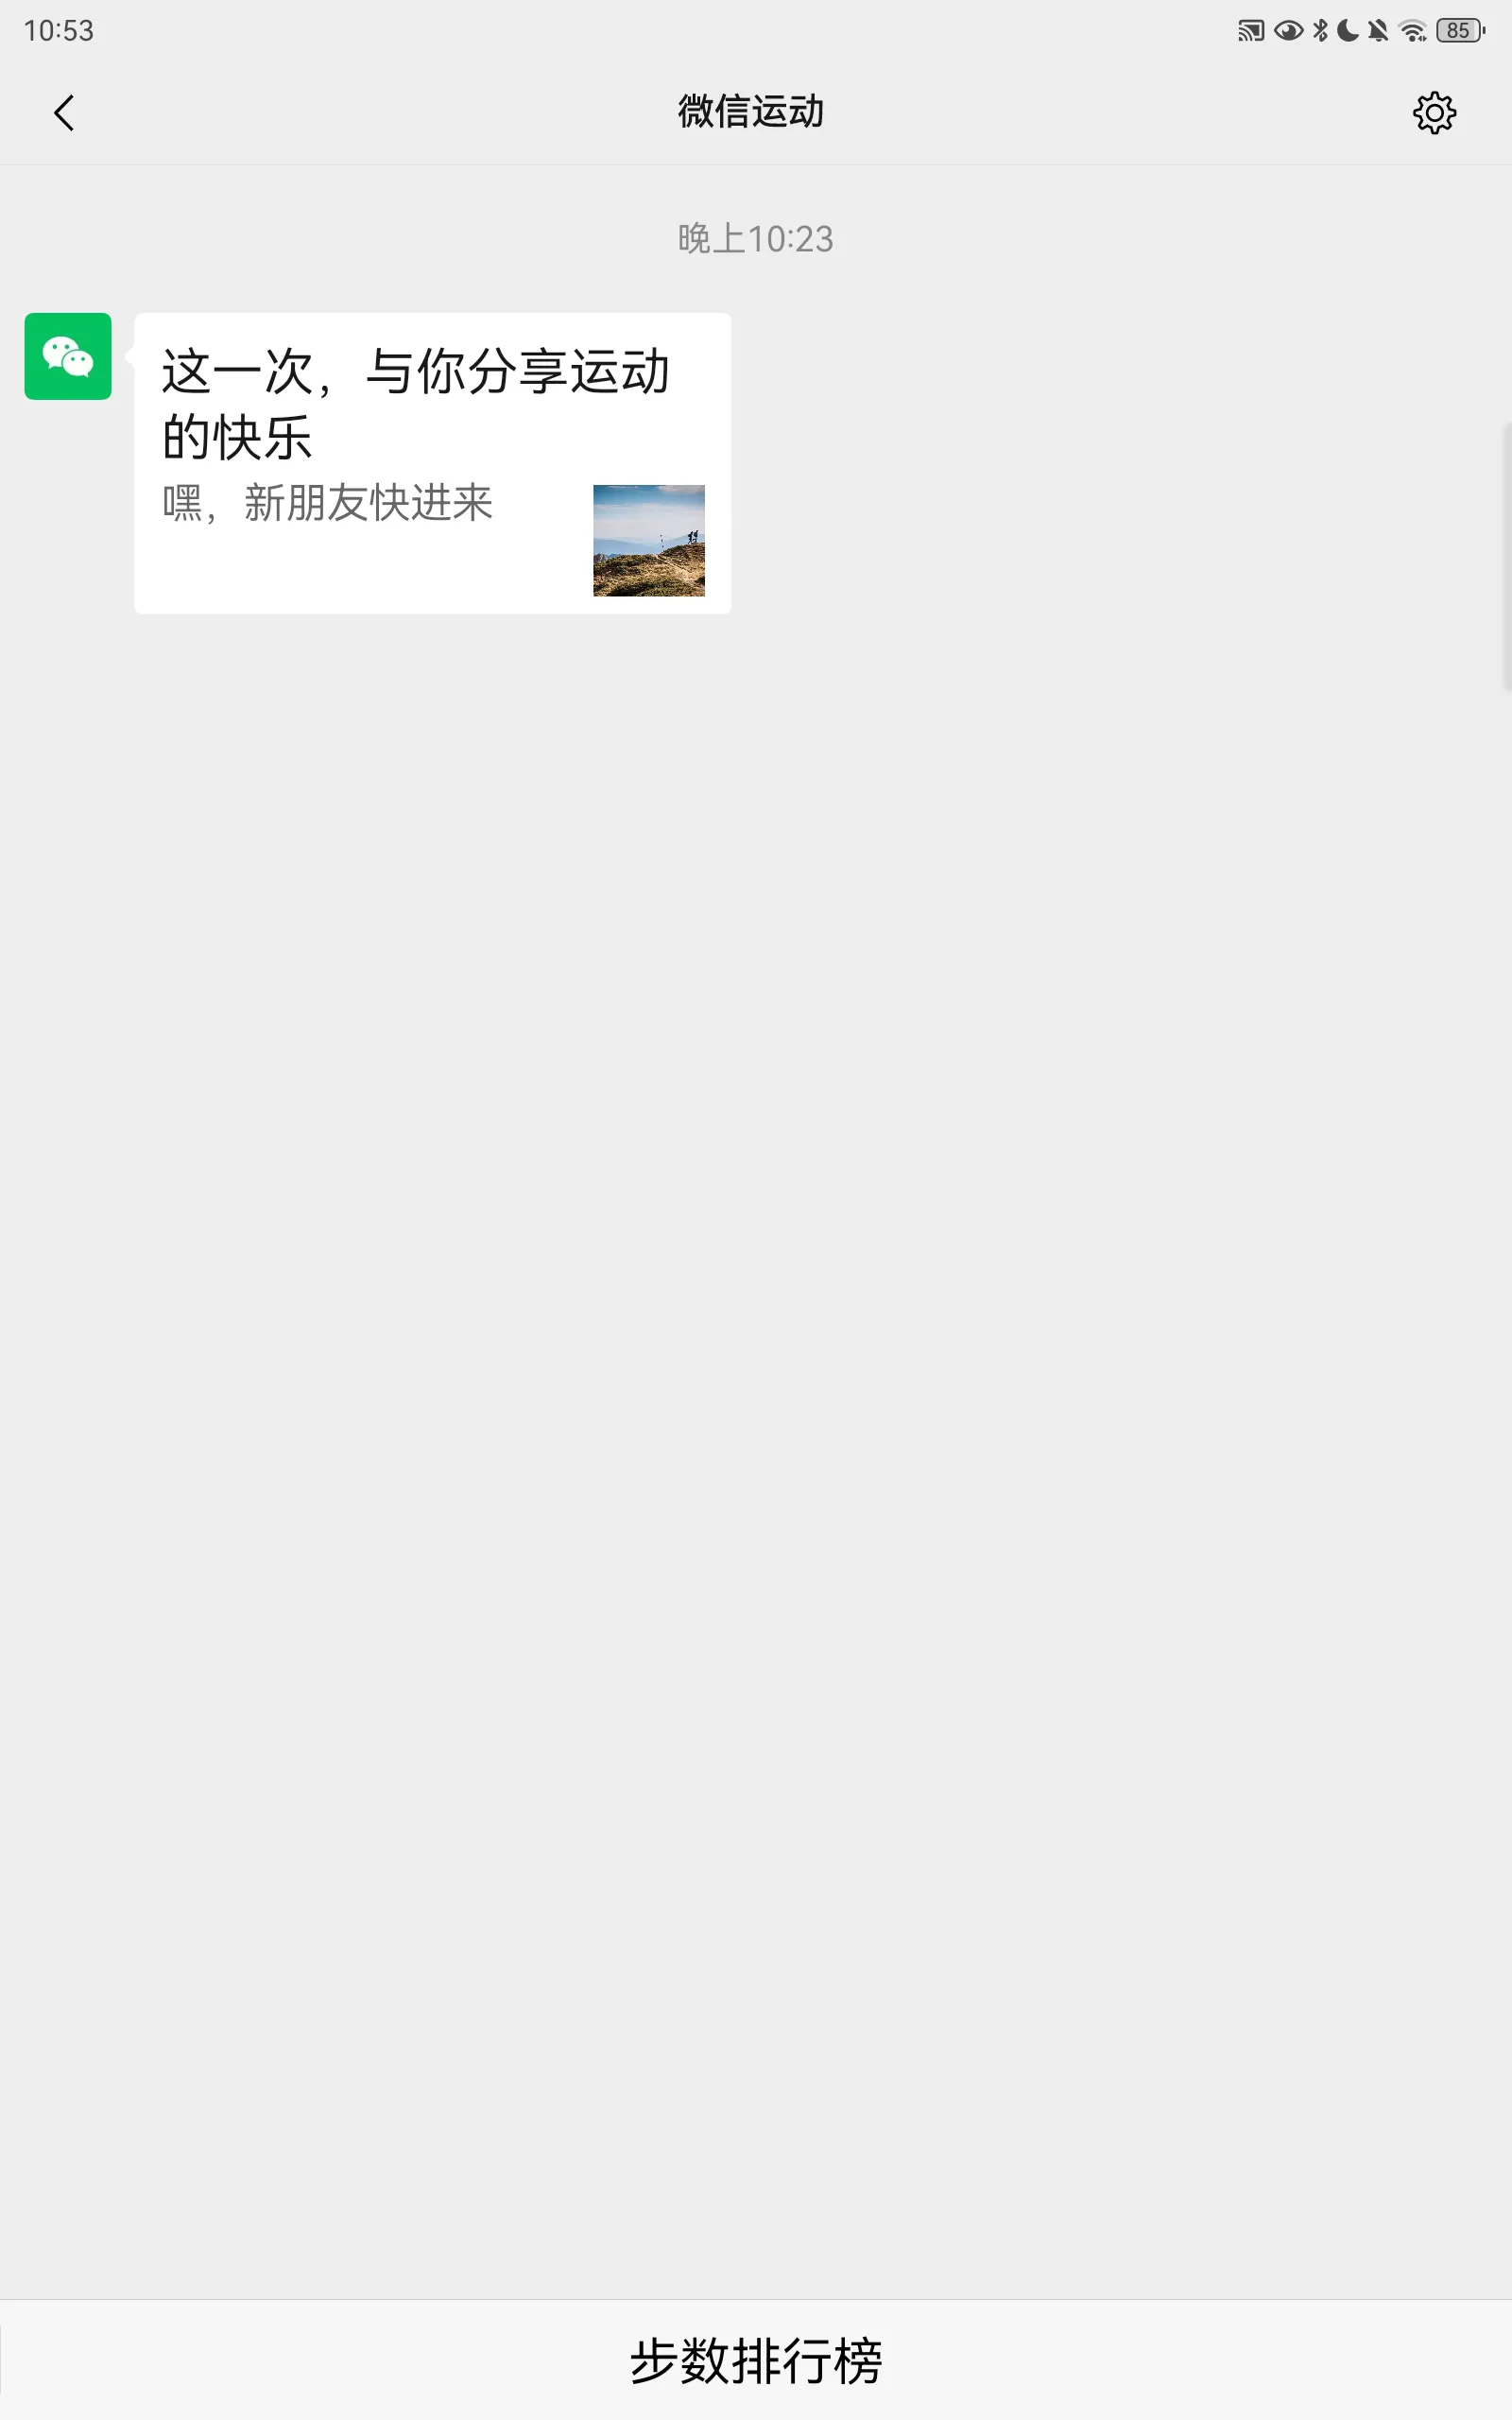 10:53
85
微信运动
晚上10:23
这一次，与你分享运动
的快乐
嘿，新朋友快进来
步数排行榜